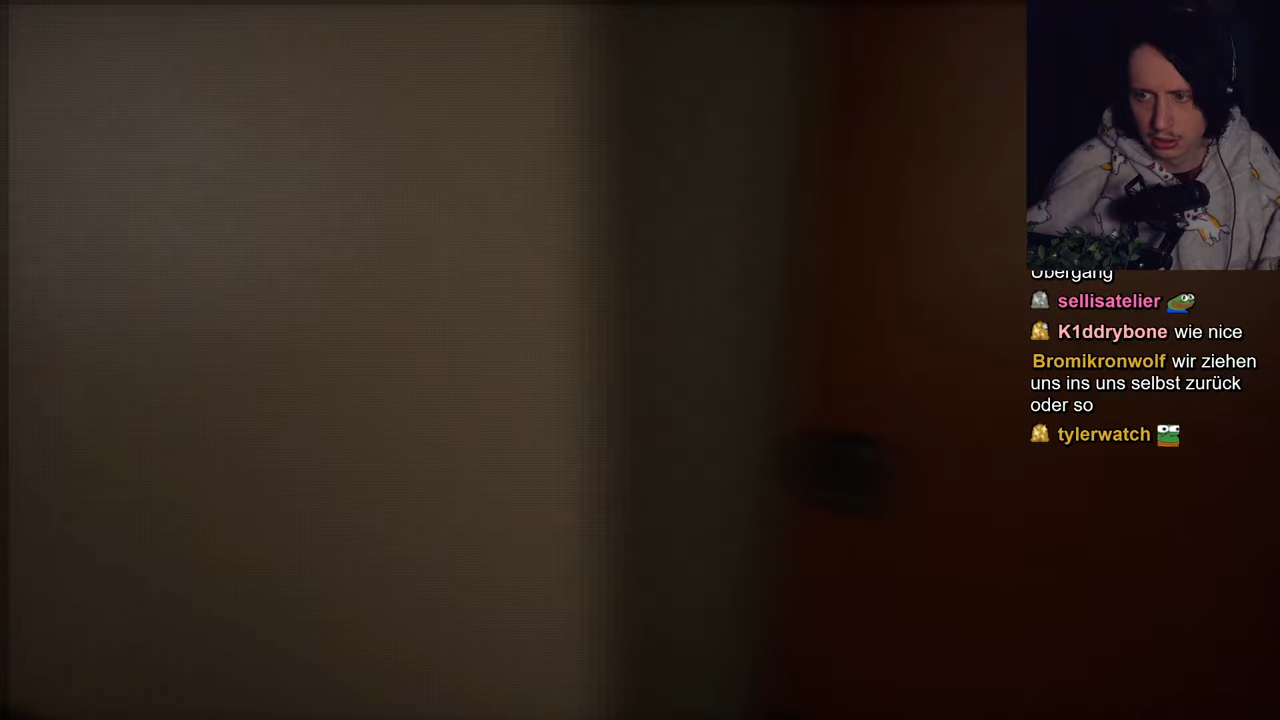 Übergang
sellisatelier
K1ddrybone wie nice
Bromikronwolf wir ziehen
uns ins uns selbst zurück
oder so
tylerwatch